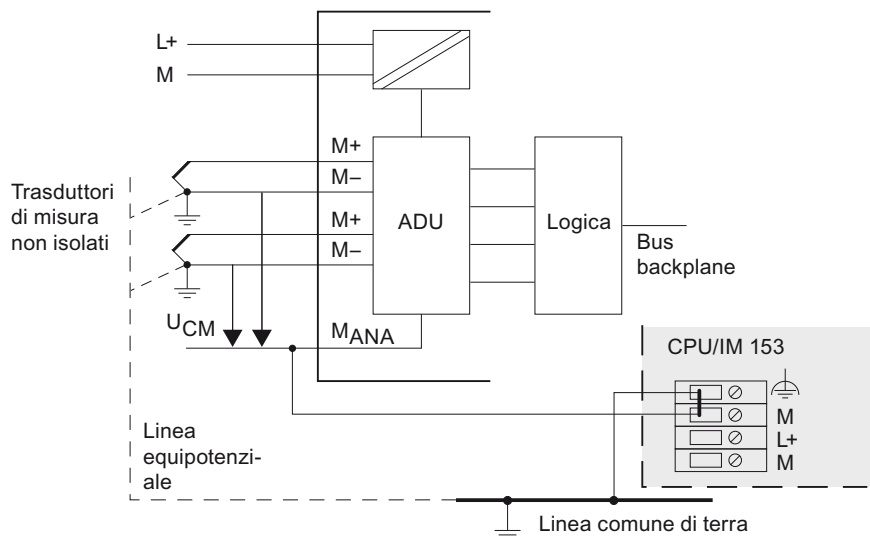 L+
M
M+
M–
M+
M–
Trasduttori
di misura
non isolati
ADU
Logica
Bus
backplane
UCM
MANA
CPU/IM 153
M
L+
M
Linea
equipotenzi-
ale
Linea comune di terra